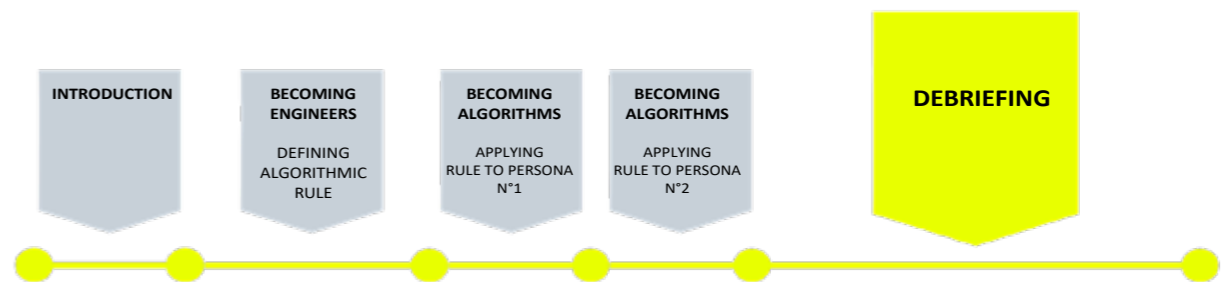 INTRODUCTION
BECOMING
ENGINEERS
DEFINING
ALGORITHMIC
RULE
BECOMING
ALGORITHMS
APPLYING
RULE TO PERSONA
N°1
BECOMING
ALGORITHMS
APPLYING
RULE TO PERSONA
N°2
DEBRIEFING